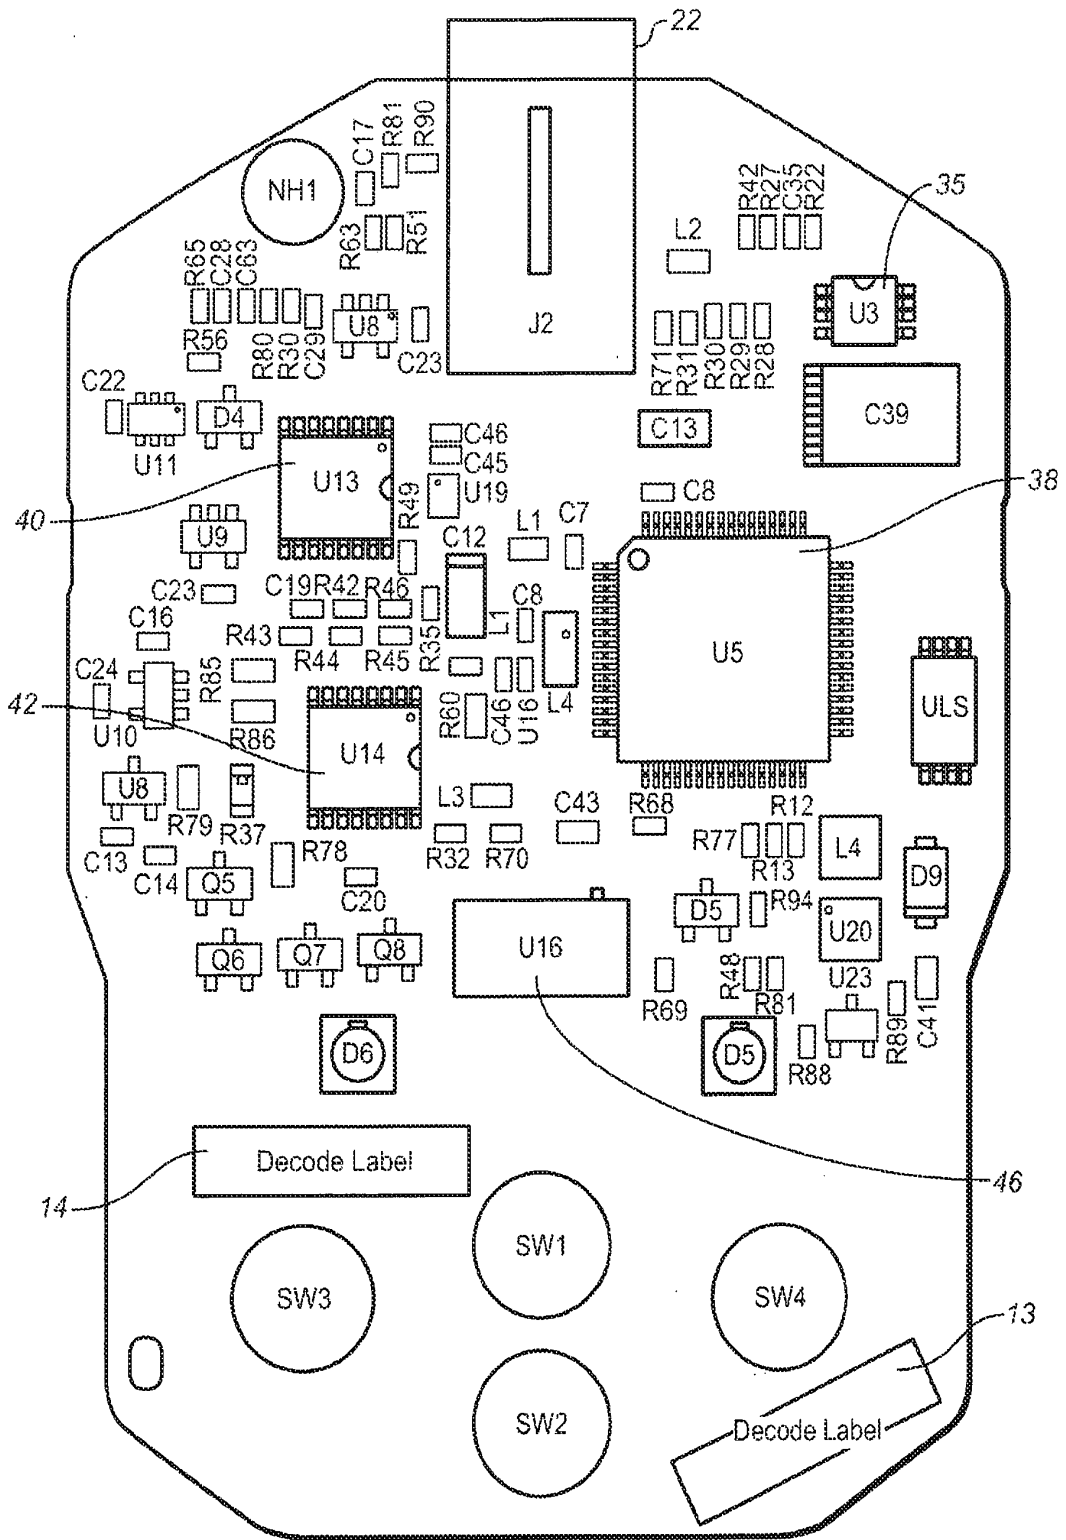 22
C17
R81
R90
NH1
R63
R51
R42
R27
C35
R22
35
L2
R65
C28
C63
U8
J2
U3
R56
R80
R30
C29
C23
R71
R31
R30
R29
R28
C22
D4
C13
C39
U11
C46
C45
U13
U19
R49
C8
38
40
U9
C12
L1
C7
C23
C19
R42
R46
C8
C16
R43
R44
R45
R35
L1
U5
C24
R85
U10
R86
42
U14
R60
C46
U16
L4
ULS
U8
L3
C43
R68
R12
R79
R37
R78
R32
R70
R77
R13
L4
C13
C14
Q5
C20
D5
R94
D9
Q6
Q7
Q8
U16
U20
R69
R48
R81
U23
R89
C41
D6
D5
R88
Decode Label
14
46
SW1
SW3
SW4
13
SW2
Decode Label